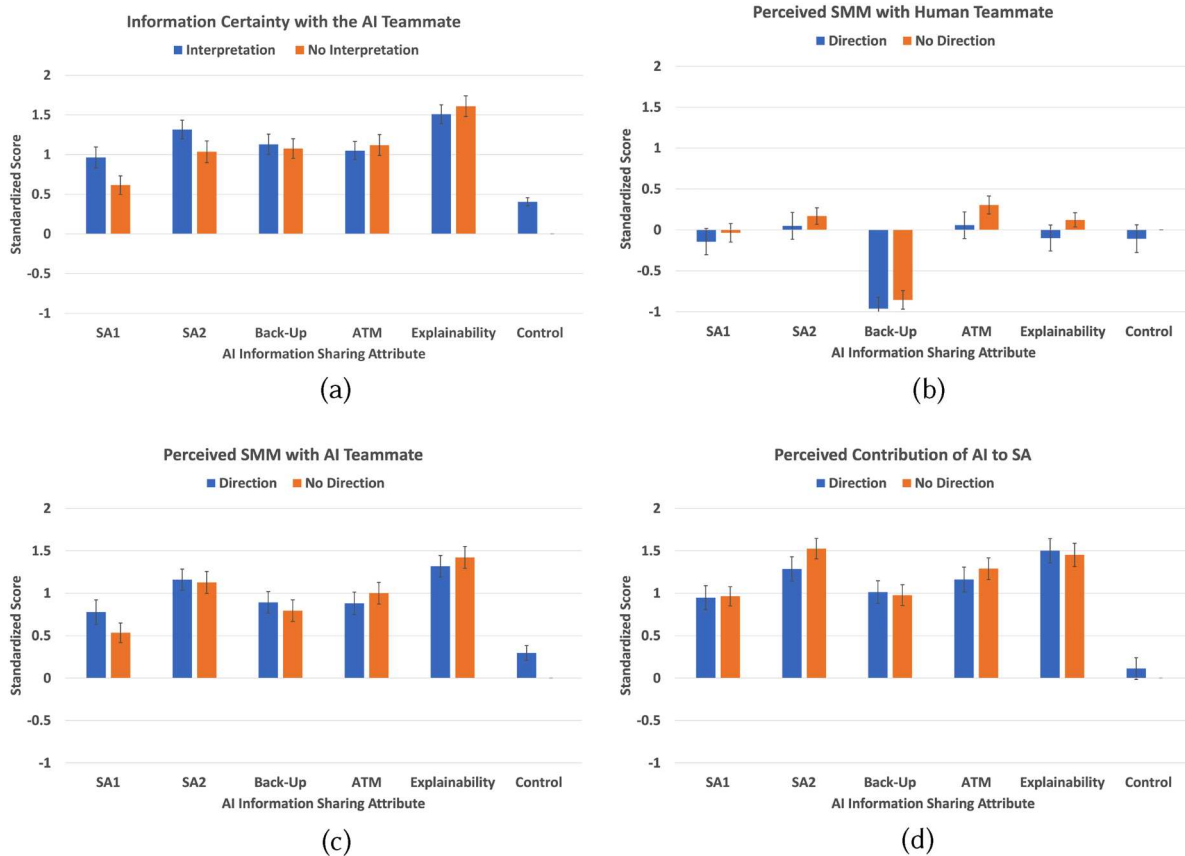 Information Certainty with the AI Teammate
Interpretation No Interpretation
Standardized Score
2
1.5
1
0.5
0
-0.5
-1
SA1 SA2 Back-Up ATM Explainability Control
AI Information Sharing Attribute
(a)
Perceived SMM with Human Teammate
Direction No Direction
Standardized Score
2
1.5
1
0.5
0
-0.5
-1
SA1 SA2 Back-Up ATM Explainability Control
AI Information Sharing Attribute
(b)
Perceived SMM with AI Teammate
Direction No Direction
Standardized Score
2
1.5
1
0.5
0
-0.5
-1
SA1 SA2 Back-Up ATM Explainability Control
AI Information Sharing Attribute
(c)
Perceived Contribution of AI to SA
Direction No Direction
Standardized Score
2
1.5
1
0.5
0
-0.5
-1
SA1 SA2 Back-Up ATM Explainability Control
AI Information Sharing Attribute
(d)